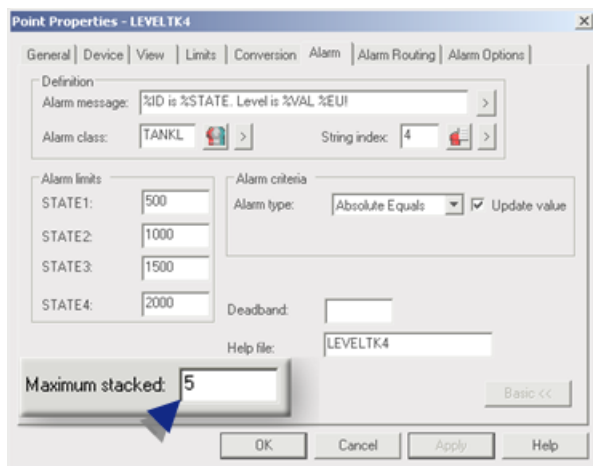 Point Properties - LEVELTK4
General Device View Limits Conversion Alarm Alarm Routing Alarm Options
Definition
Alarm message: %ID is %STATE. Level is %VAL %EU!
Alarm class: TANKL String index: 4
Alarm limits Alarm criteria
STATE1: 500 Alarm type: Absolute Equals Update value
STATE2: 1000
STATE3: 1500
STATE4: 2000 Deadband:
Help file: LEVELTK4
Maximum stacked: 5 Basic <<
OK Cancel Apply Help